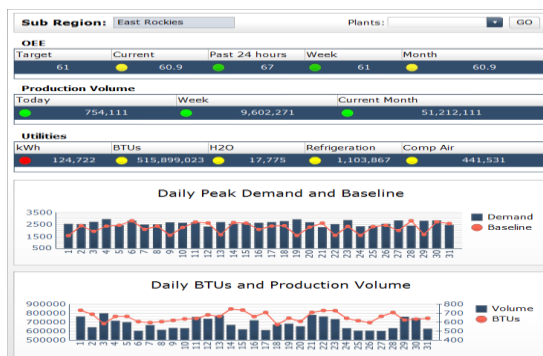 Sub Region: East Rockies Plants: GO
OEE
Target Current Past 24 hours Week Month
61 60.9 67 61 60.9
Production Volume
Today Week Current Month
754,111 9,602,271 51,212,111
Utilities
kWh BTUs H2O Refrigeration Comp Air
124,722 515,899,023 17,775 1,103,867 441,531
Daily Peak Demand and Baseline
3500
2500
1500
500
1 2 3 4 5 6 7 8 9 10 11 12 13 14 15 16 17 18 19 20 21 22 23 24 25 26 27 28 29 30 31
Demand
Baseline
Daily BTUs and Production Volume
900000 800
800000 700
700000 600
600000 500
500000 400
1 2 3 4 5 6 7 8 9 10 11 12 13 14 15 16 17 18 19 20 21 22 23 24 25 26 27 28 29 30 31
Volume
BTUs